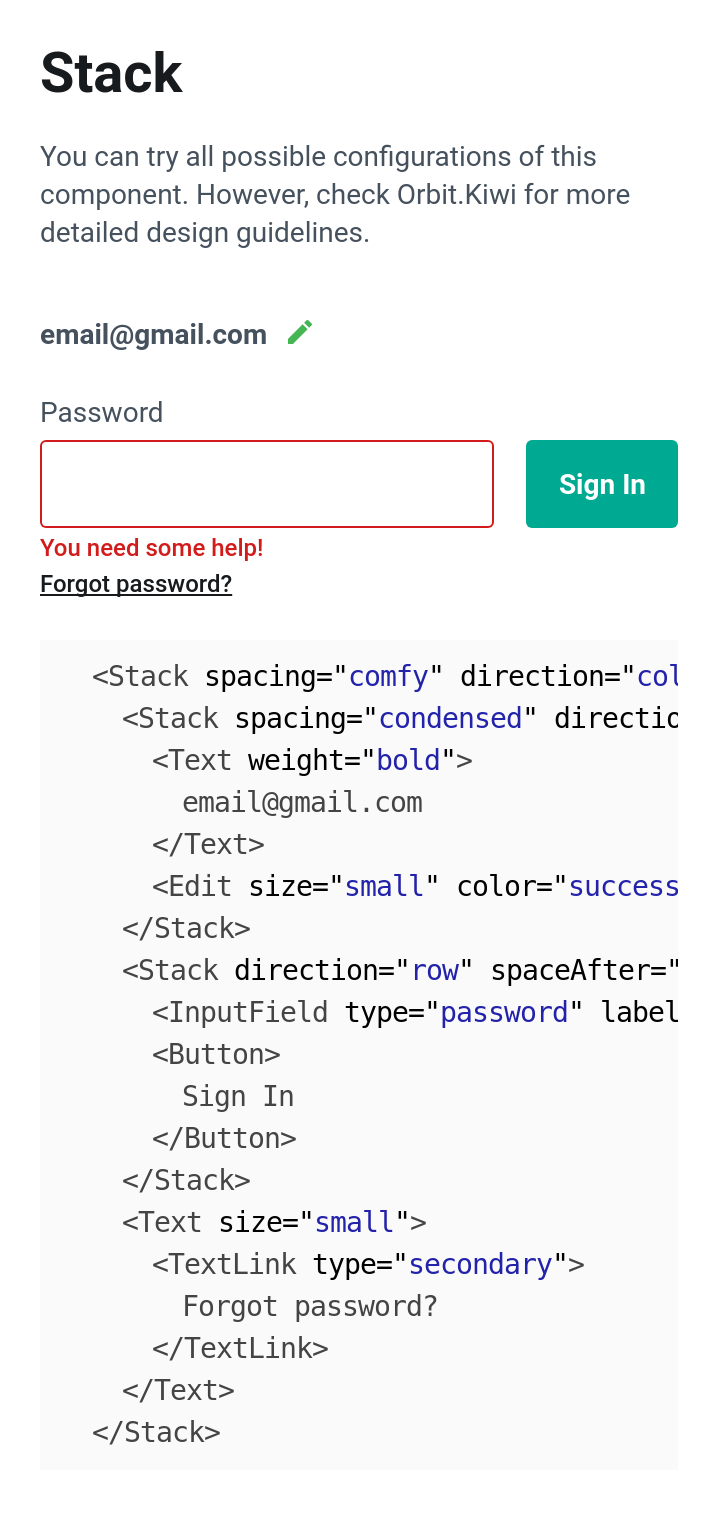 Stack
You can try all possible configurations of this
component. However, check Orbit.Kiwi for more
detailed design guidelines.
email@gmail.com
Password
Sign In
You need some help!
Forgot password?
<Stack spacing="comfy" direction="col
<Stack spacing="condensed" directio
<Text weight="bold">
email@gmail.com
</Text>
<Edit size="small" color="success
</Stack>
<Stack direction="row" spaceAfter="
<InputField type="password" label
<Button>
Sign In
</Button>
</Stack>
<Text size="small">
<TextLink type="secondary">
Forgot password?
</TextLink>
</Text>
</Stack>